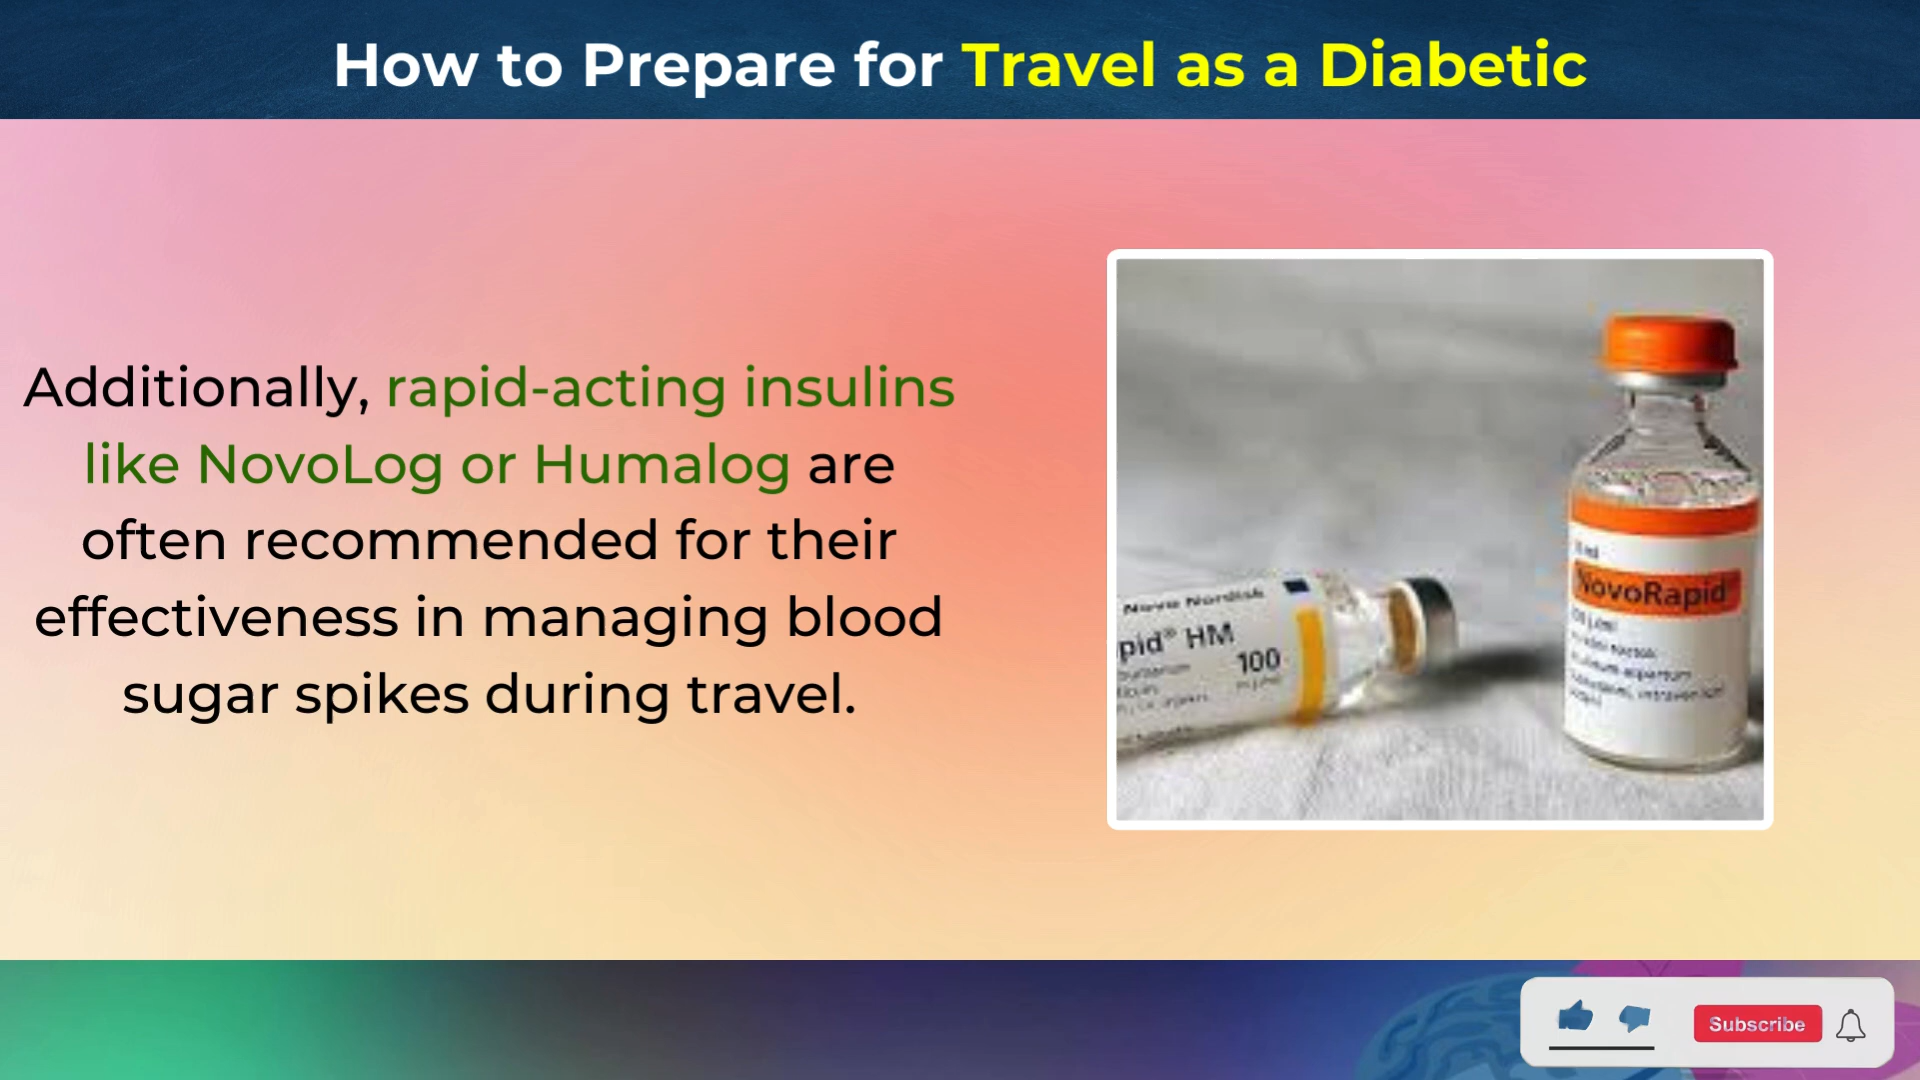 How to Prepare for Travel as a Diabetic
Additionally, rapid-acting insulins
like NovoLog or Humalog are
often recommended for their
effectiveness in managing blood
sugar spikes during travel.
Novo Nordisk
pid® HM
100
NovoRapid
Subscribe